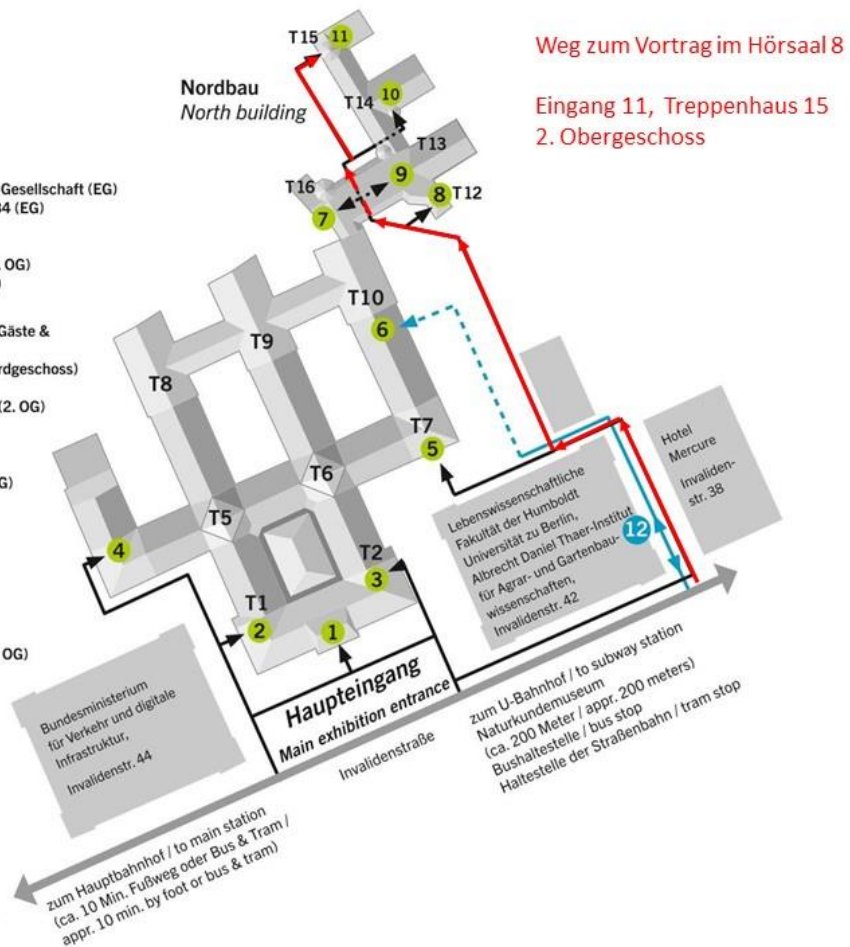 Weg zum Vortrag im Hörsaal 8
Eingang 11, Treppenhaus 15
2. Obergeschoss
T15
11
Nordbau
North building
T14
10
T13
9
T16
8
T12
7
Gesellschaft (EG)
34 (EG)
OG)
Gäste &
rdgeschoss)
(2. OG)
G)
OG)
T10
6
T9
T8
T7
5
T6
T5
4
T2
3
T1
2
1
Hotel
Mercure
Invaliden-
str. 38
Lebenswissenschaftliche
Fakultät der Humboldt
Universität zu Berlin,
Albrecht Daniel Thaer-Institut
für Agrar- und Gartenbau-
wissenschaften,
Invalidenstr. 42
12
Haupteingang
Main exhibition entrance
Invalidenstraße
Bundesministerium
für Verkehr und digitale
Infrastruktur,
Invalidenstr. 44
zum U-Bahnhof / to subway station
Naturkundemuseum
(ca. 200 Meter / appr. 200 meters)
Bushaltestelle / bus stop
Haltestelle der Straßenbahn / tram stop
zum Hauptbahnhof / to main station
(ca. 10 Min. Fußweg oder Bus & Tram /
appr. 10 min. by foot or bus & tram)